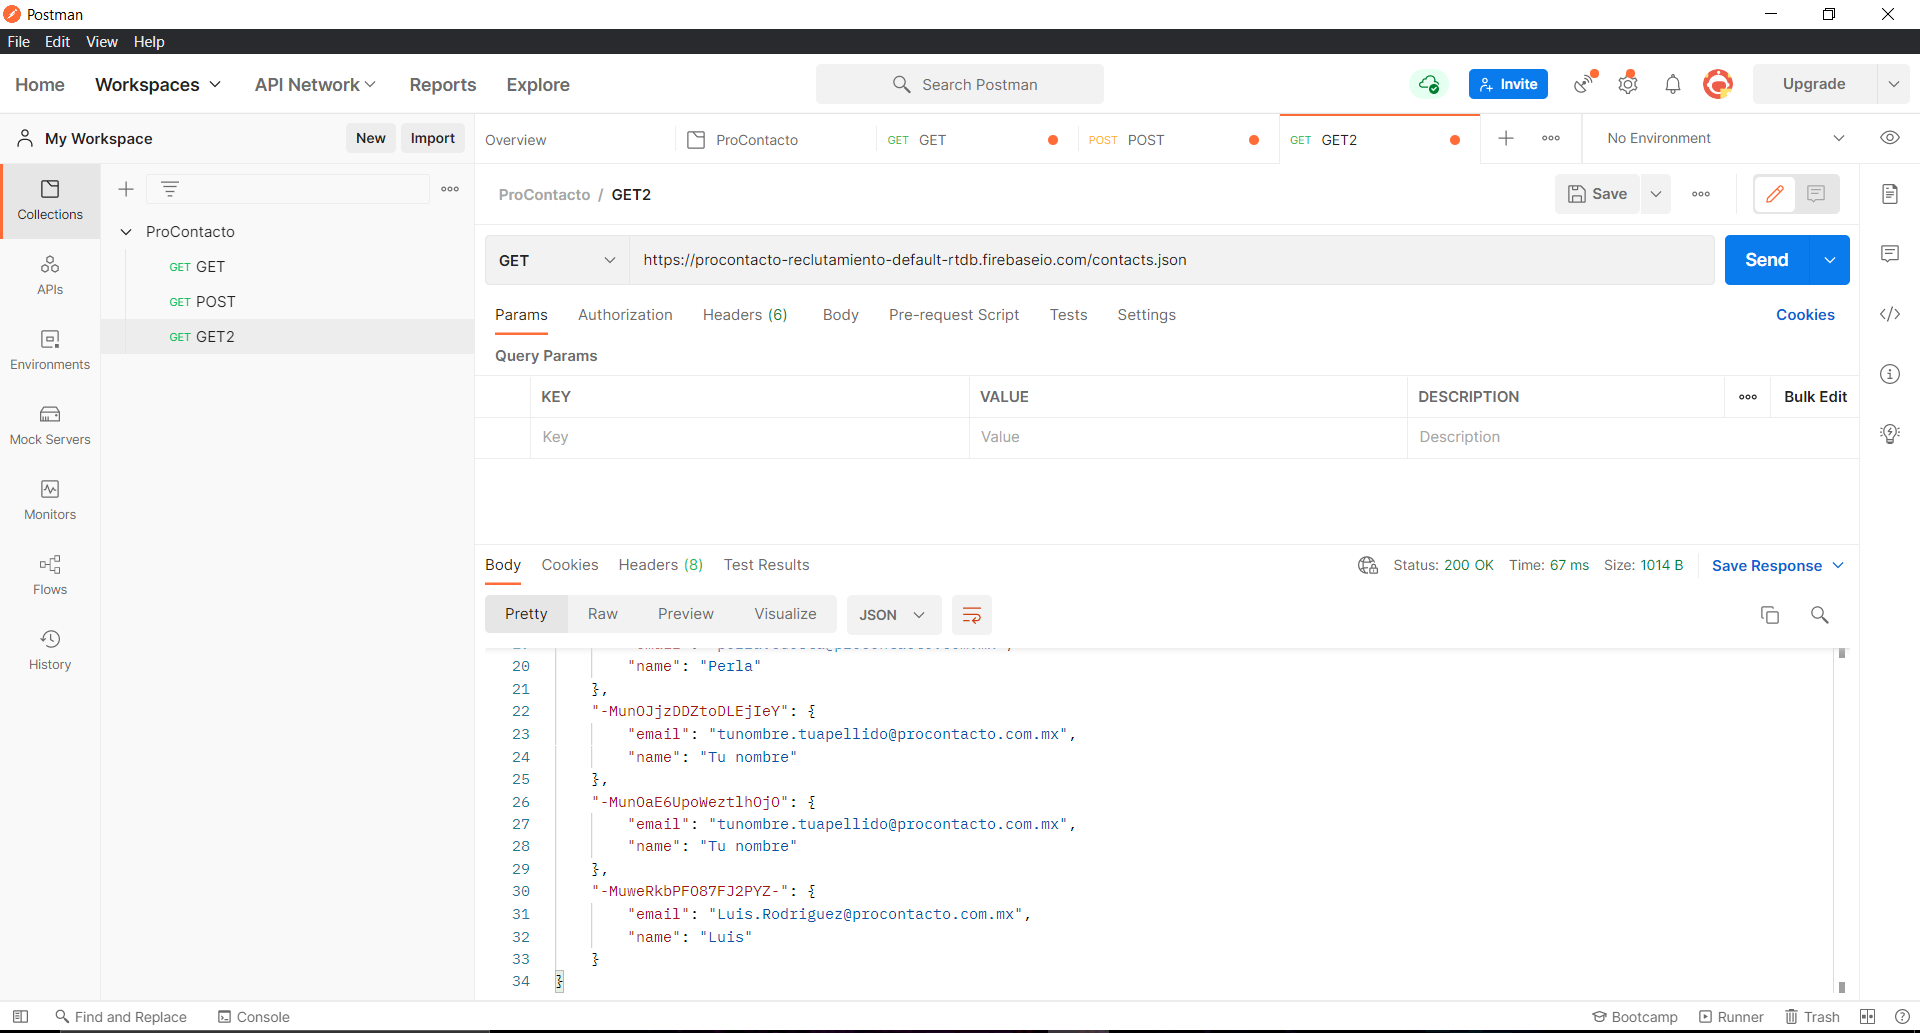 Postman
File Edit View Help
Home Workspaces API Network Reports Explore Search Postman Invite Upgrade
My Workspace New Import Overview ProContacto GET GET POST POST GET GET2 No Environment
ProContacto / GET2 Save
Collections
APIs
Environments
Mock Servers
Monitors
Flows
History
ProContacto
GET GET
GET POST
GET GET2
GET https://procontacto-reclutamiento-default-rtdb.firebaseio.com/contacts.json Send
Params Authorization Headers (6) Body Pre-request Script Tests Settings Cookies
Query Params
KEY VALUE DESCRIPTION Bulk Edit
Key Value Description
Body Cookies Headers (8) Test Results Status: 200 OK Time: 67 ms Size: 1014 B Save Response
Pretty Raw Preview Visualize JSON
20 "name": "Perla"
21 },
22 "-MunOJjzDDZtoDLEjIeY": {
23 "email": "tunombre.tuapellido@procontacto.com.mx",
24 "name": "Tu nombre"
25 },
26 "-MunOaE6UpoWeztlhOjO": {
27 "email": "tunombre.tuapellido@procontacto.com.mx",
28 "name": "Tu nombre"
29 },
30 "-MuweRkbPFO87FJ2PYZ-": {
31 "email": "Luis.Rodriguez@procontacto.com.mx",
32 "name": "Luis"
33 }
34 }
Find and Replace Console Bootcamp Runner Trash